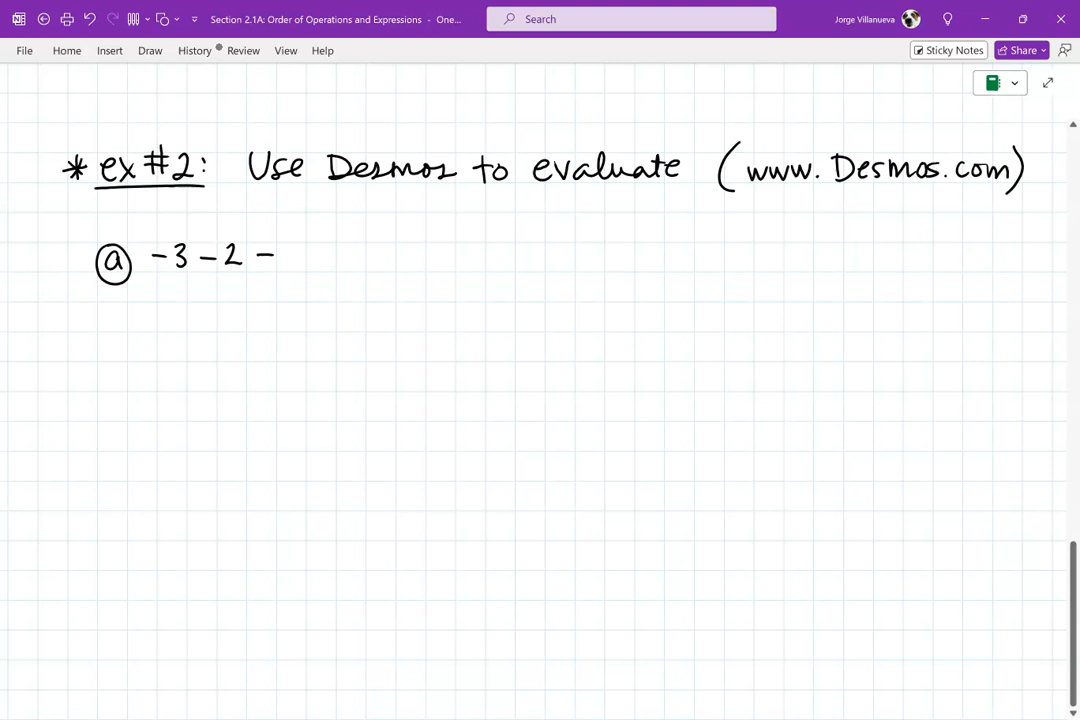 Section 2.1A: Order of Operations and Expressions - One...
Search
Jorge Villanueva
File Home Insert Draw History Review View Help
Sticky Notes
Share
* ex #2: Use Desmos to evaluate (www.Desmos.com)
ⓐ -3 - 2 -